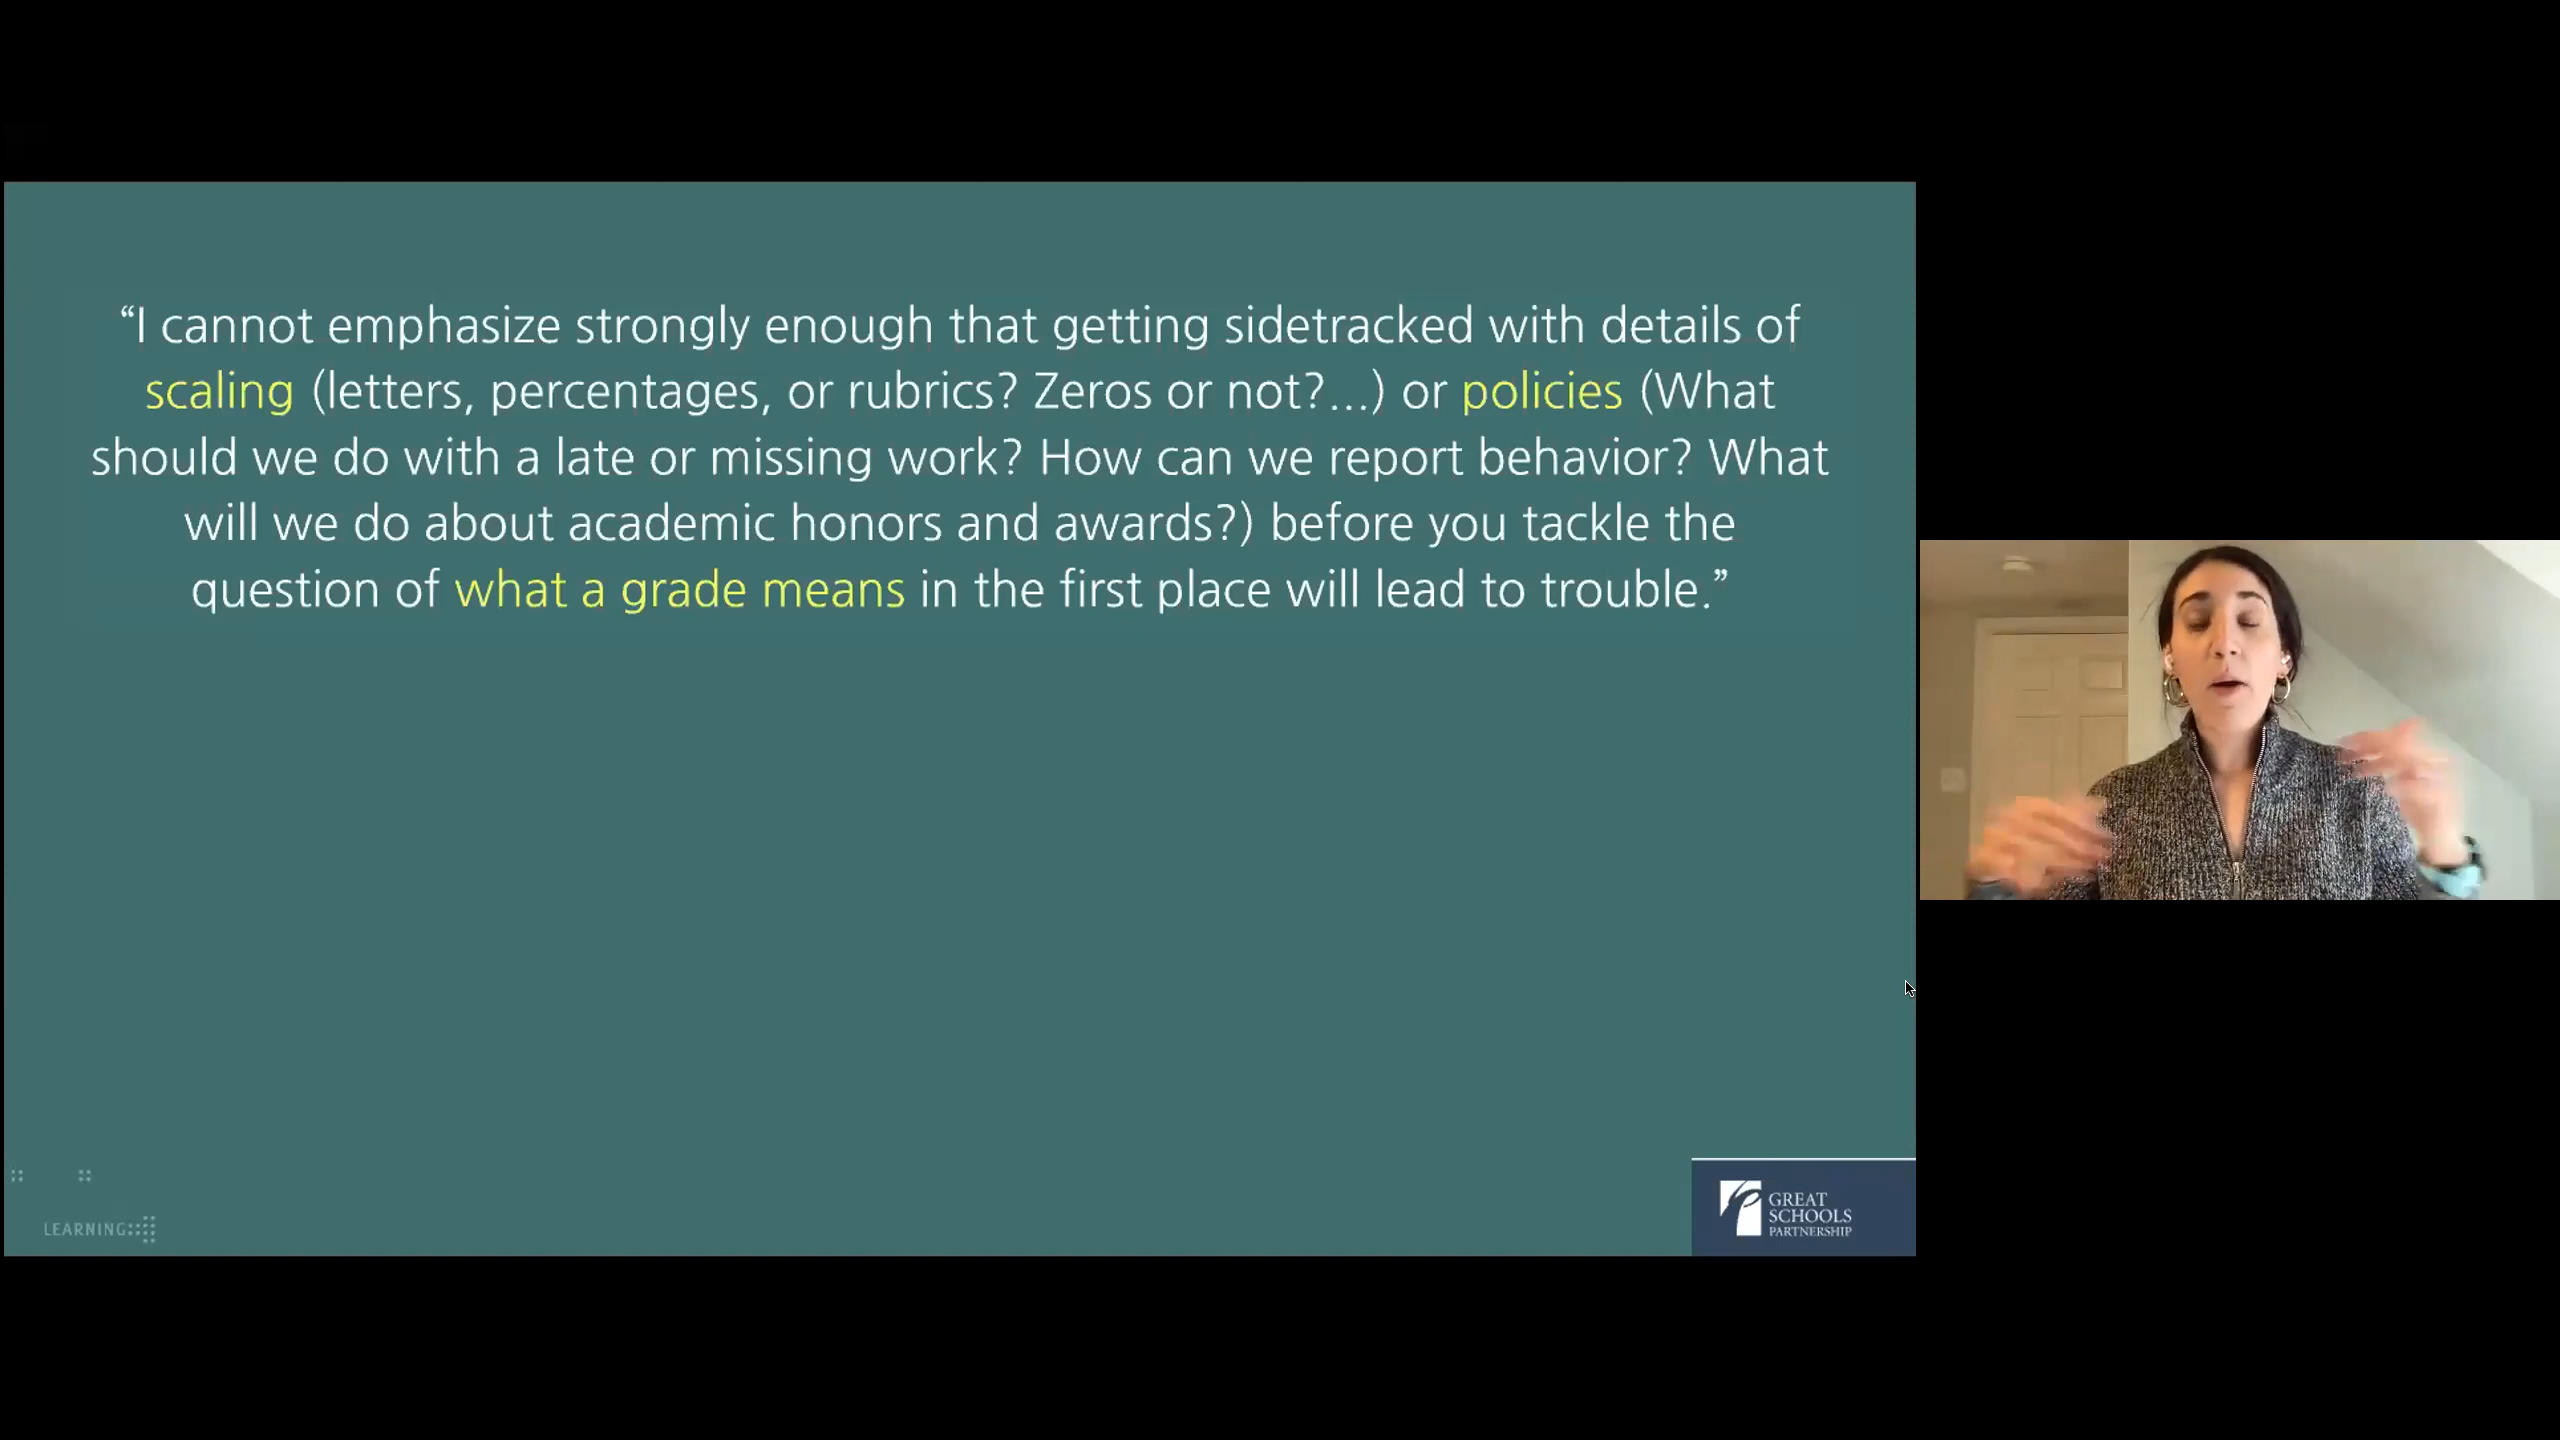 “I cannot emphasize strongly enough that getting sidetracked with details of
scaling (letters, percentages, or rubrics? Zeros or not?...) or policies (What
should we do with a late or missing work? How can we report behavior? What
will we do about academic honors and awards?) before you tackle the
question of what a grade means in the first place will lead to trouble.”
LEARNING
GREAT
SCHOOLS
PARTNERSHIP